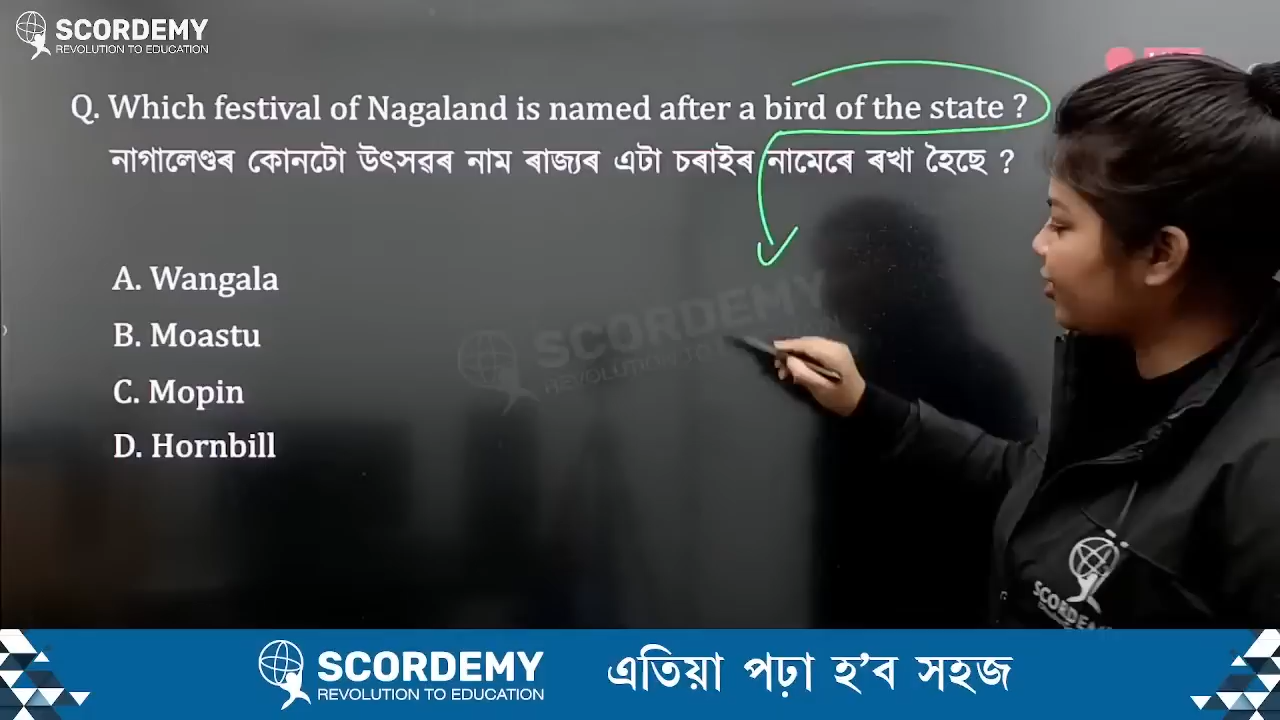 SCORDEMY
REVOLUTION TO EDUCATION
Q. Which festival of Nagaland is named after a bird of the state ?
নাগালেণ্ডৰ কোনটো উৎসৱৰ নাম ৰাজ্যৰ এটা চৰাইৰ নামেৰে ৰখা হৈছে ?
A. Wangala
B. Moastu
C. Mopin
D. Hornbill
SCORDEMY
REVOLUTION TO
SCORDEMY
SCORDEMY
REVOLUTION TO EDUCATION
এতিয়া পঢ়া হ’ব সহজ